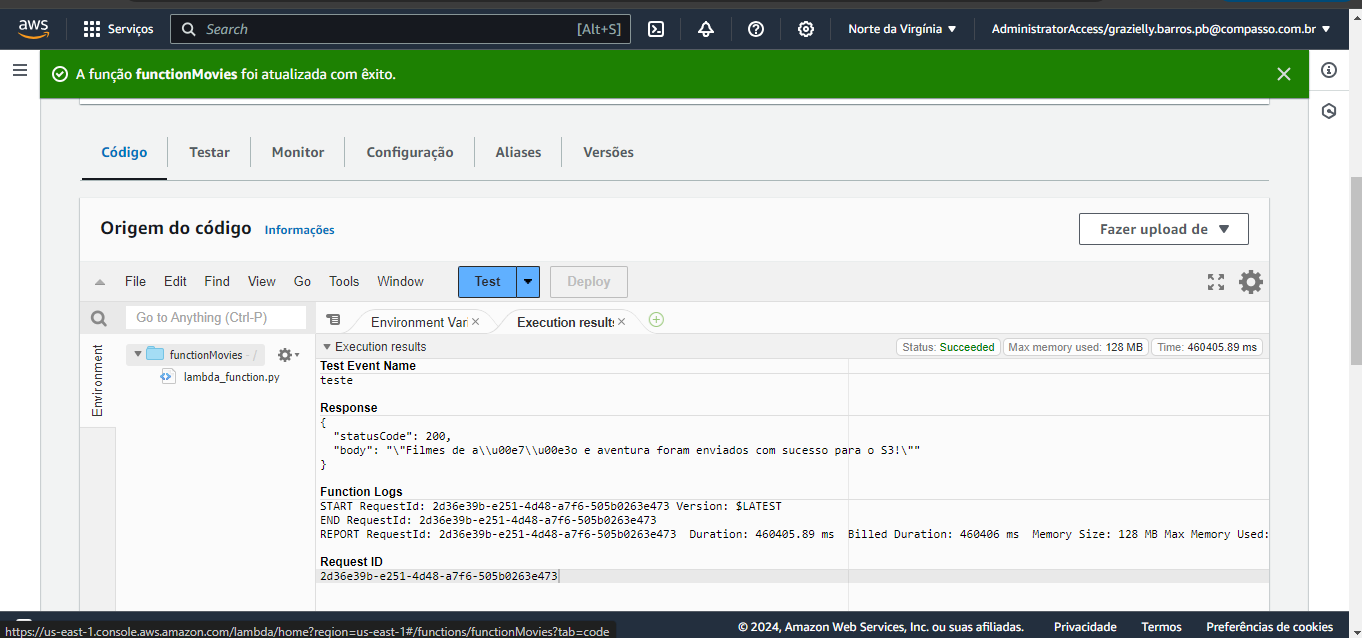 aws
Serviços
Search
[Alt+S]
Norte da Virgínia
AdministratorAccess/grazielly.barros.pb@compasso.com.br
A função functionMovies foi atualizada com êxito.
Código
Testar
Monitor
Configuração
Aliases
Versões
Origem do código
Informações
Fazer upload de
File
Edit
Find
View
Go
Tools
Window
Test
Deploy
Go to Anything (Ctrl-P)
Environment Var
Execution results
Environment
functionMovies - /
lambda_function.py
Execution results
Status: Succeeded
Max memory used: 128 MB
Time: 460405.89 ms
Test Event Name
teste
Response
{
"statusCode": 200,
"body": "\"Filmes de a\\u00e7\\u00e3o e aventura foram enviados com sucesso para o S3!\""
}
Function Logs
START RequestId: 2d36e39b-e251-4d48-a7f6-505b0263e473 Version: $LATEST
END RequestId: 2d36e39b-e251-4d48-a7f6-505b0263e473
REPORT RequestId: 2d36e39b-e251-4d48-a7f6-505b0263e473  Duration: 460405.89 ms  Billed Duration: 460406 ms  Memory Size: 128 MB Max Memory Used:
Request ID
2d36e39b-e251-4d48-a7f6-505b0263e473
https://us-east-1.console.aws.amazon.com/lambda/home?region=us-east-1#/functions/functionMovies?tab=code
© 2024, Amazon Web Services, Inc. ou suas afiliadas.
Privacidade
Termos
Preferências de cookies